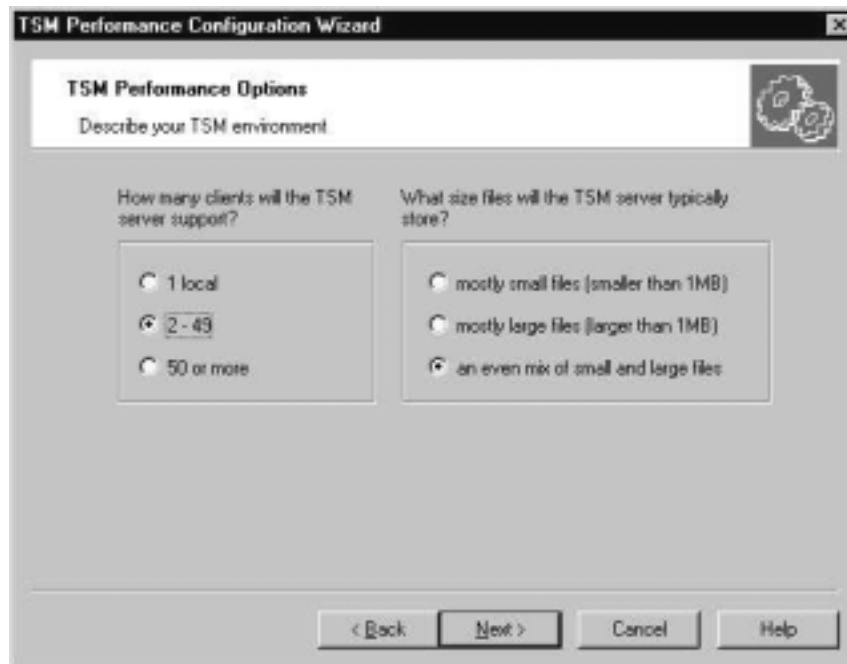 TSM Performance Configuration Wizard
TSM Performance Options
Describe your TSM environment
How many clients will the TSM
server support?
1 local
2 - 49
50 or more
What size files will the TSM server typically
store?
mostly small files (smaller than 1MB)
mostly large files (larger than 1MB)
an even mix of small and large files
< Back
Next >
Cancel
Help